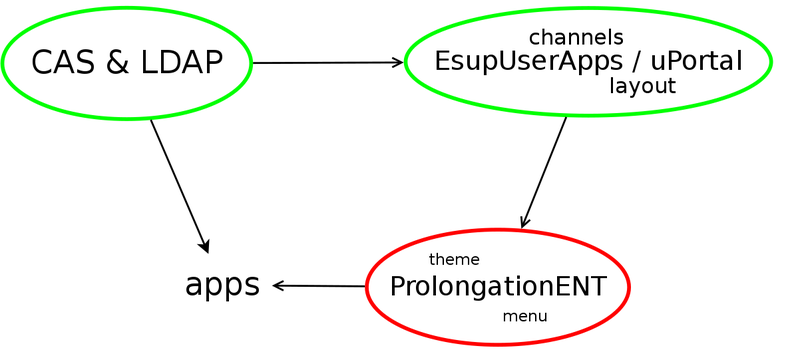 CAS & LDAP
channels
EsupUserApps / uPortal
layout
theme
apps
ProlongationENT
menu